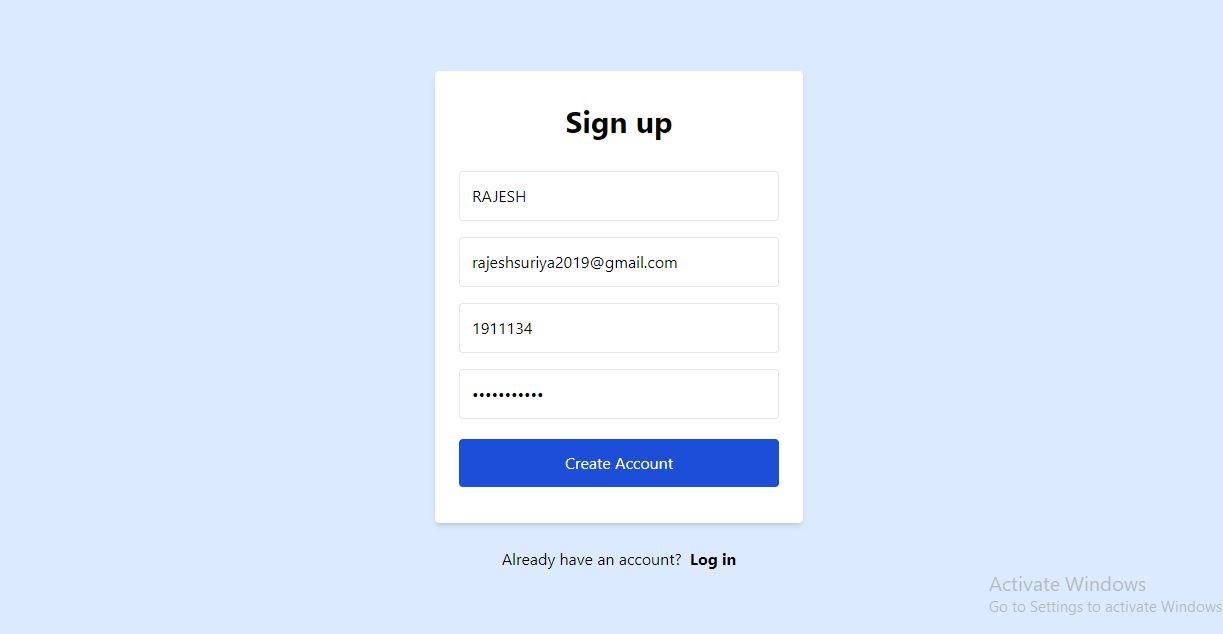 Sign up
RAJESH
rajeshsuriya2019@gmail.com
1911134
•••••••••••
Create Account
Already have an account? Log in
Activate Windows
Go to Settings to activate Windows